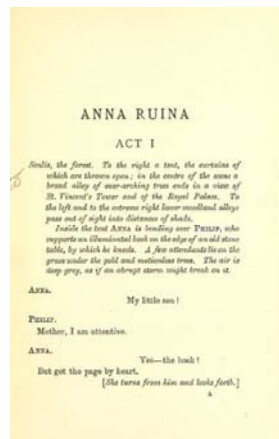 ANNA RUINA
ACT I
Senlis, the forest. To the right a tent, the curtains of
which are thrown open; in the centre of the scene a
broad alley of over-arching trees ends in a view of
St. Vincent's Tower and of the Royal Palace. To
the left and to the extreme right lower woodland alleys
pass out of sight into distances of shade.
Inside the tent ANNA is bending over PHILIP, who
supports an illuminated book on the edge of an old stone
table, by which he kneels. A few attendants lie on the
grass under the gold and motionless trees. The air is
deep grey, as if an abrupt storm might break on it.
ANNA.
My little son!
PHILIP.
Mother, I am attentive.
ANNA.
Yes—the book!
But get the page by heart.
[She turns from him and looks forth.]
A